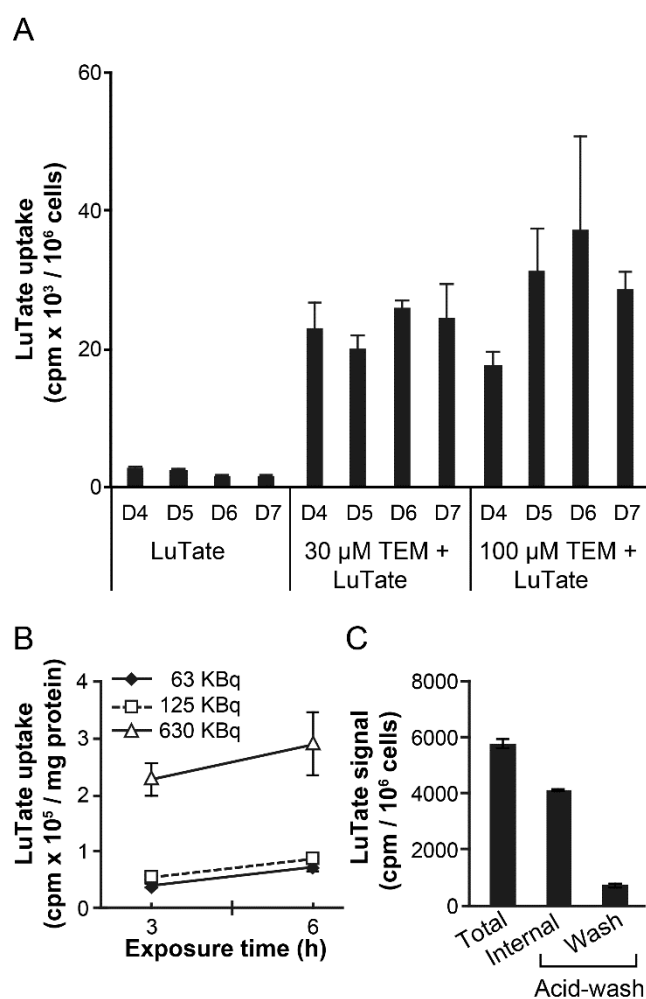 A
LuTate uptake
(cpm x 10³ / 10⁶ cells)
60
40
20
0
D4 D5 D6 D7 D4 D5 D6 D7 D4 D5 D6 D7
LuTate 30 µM TEM + 100 µM TEM +
LuTate LuTate
B
LuTate uptake
(cpm x 10⁵ / mg protein)
4
3
2
1
0
63 KBq
125 KBq
630 KBq
3 6
Exposure time (h)
C
LuTate signal
(cpm / 10⁶ cells)
8000
6000
4000
2000
0
Total Internal Wash
Acid-wash